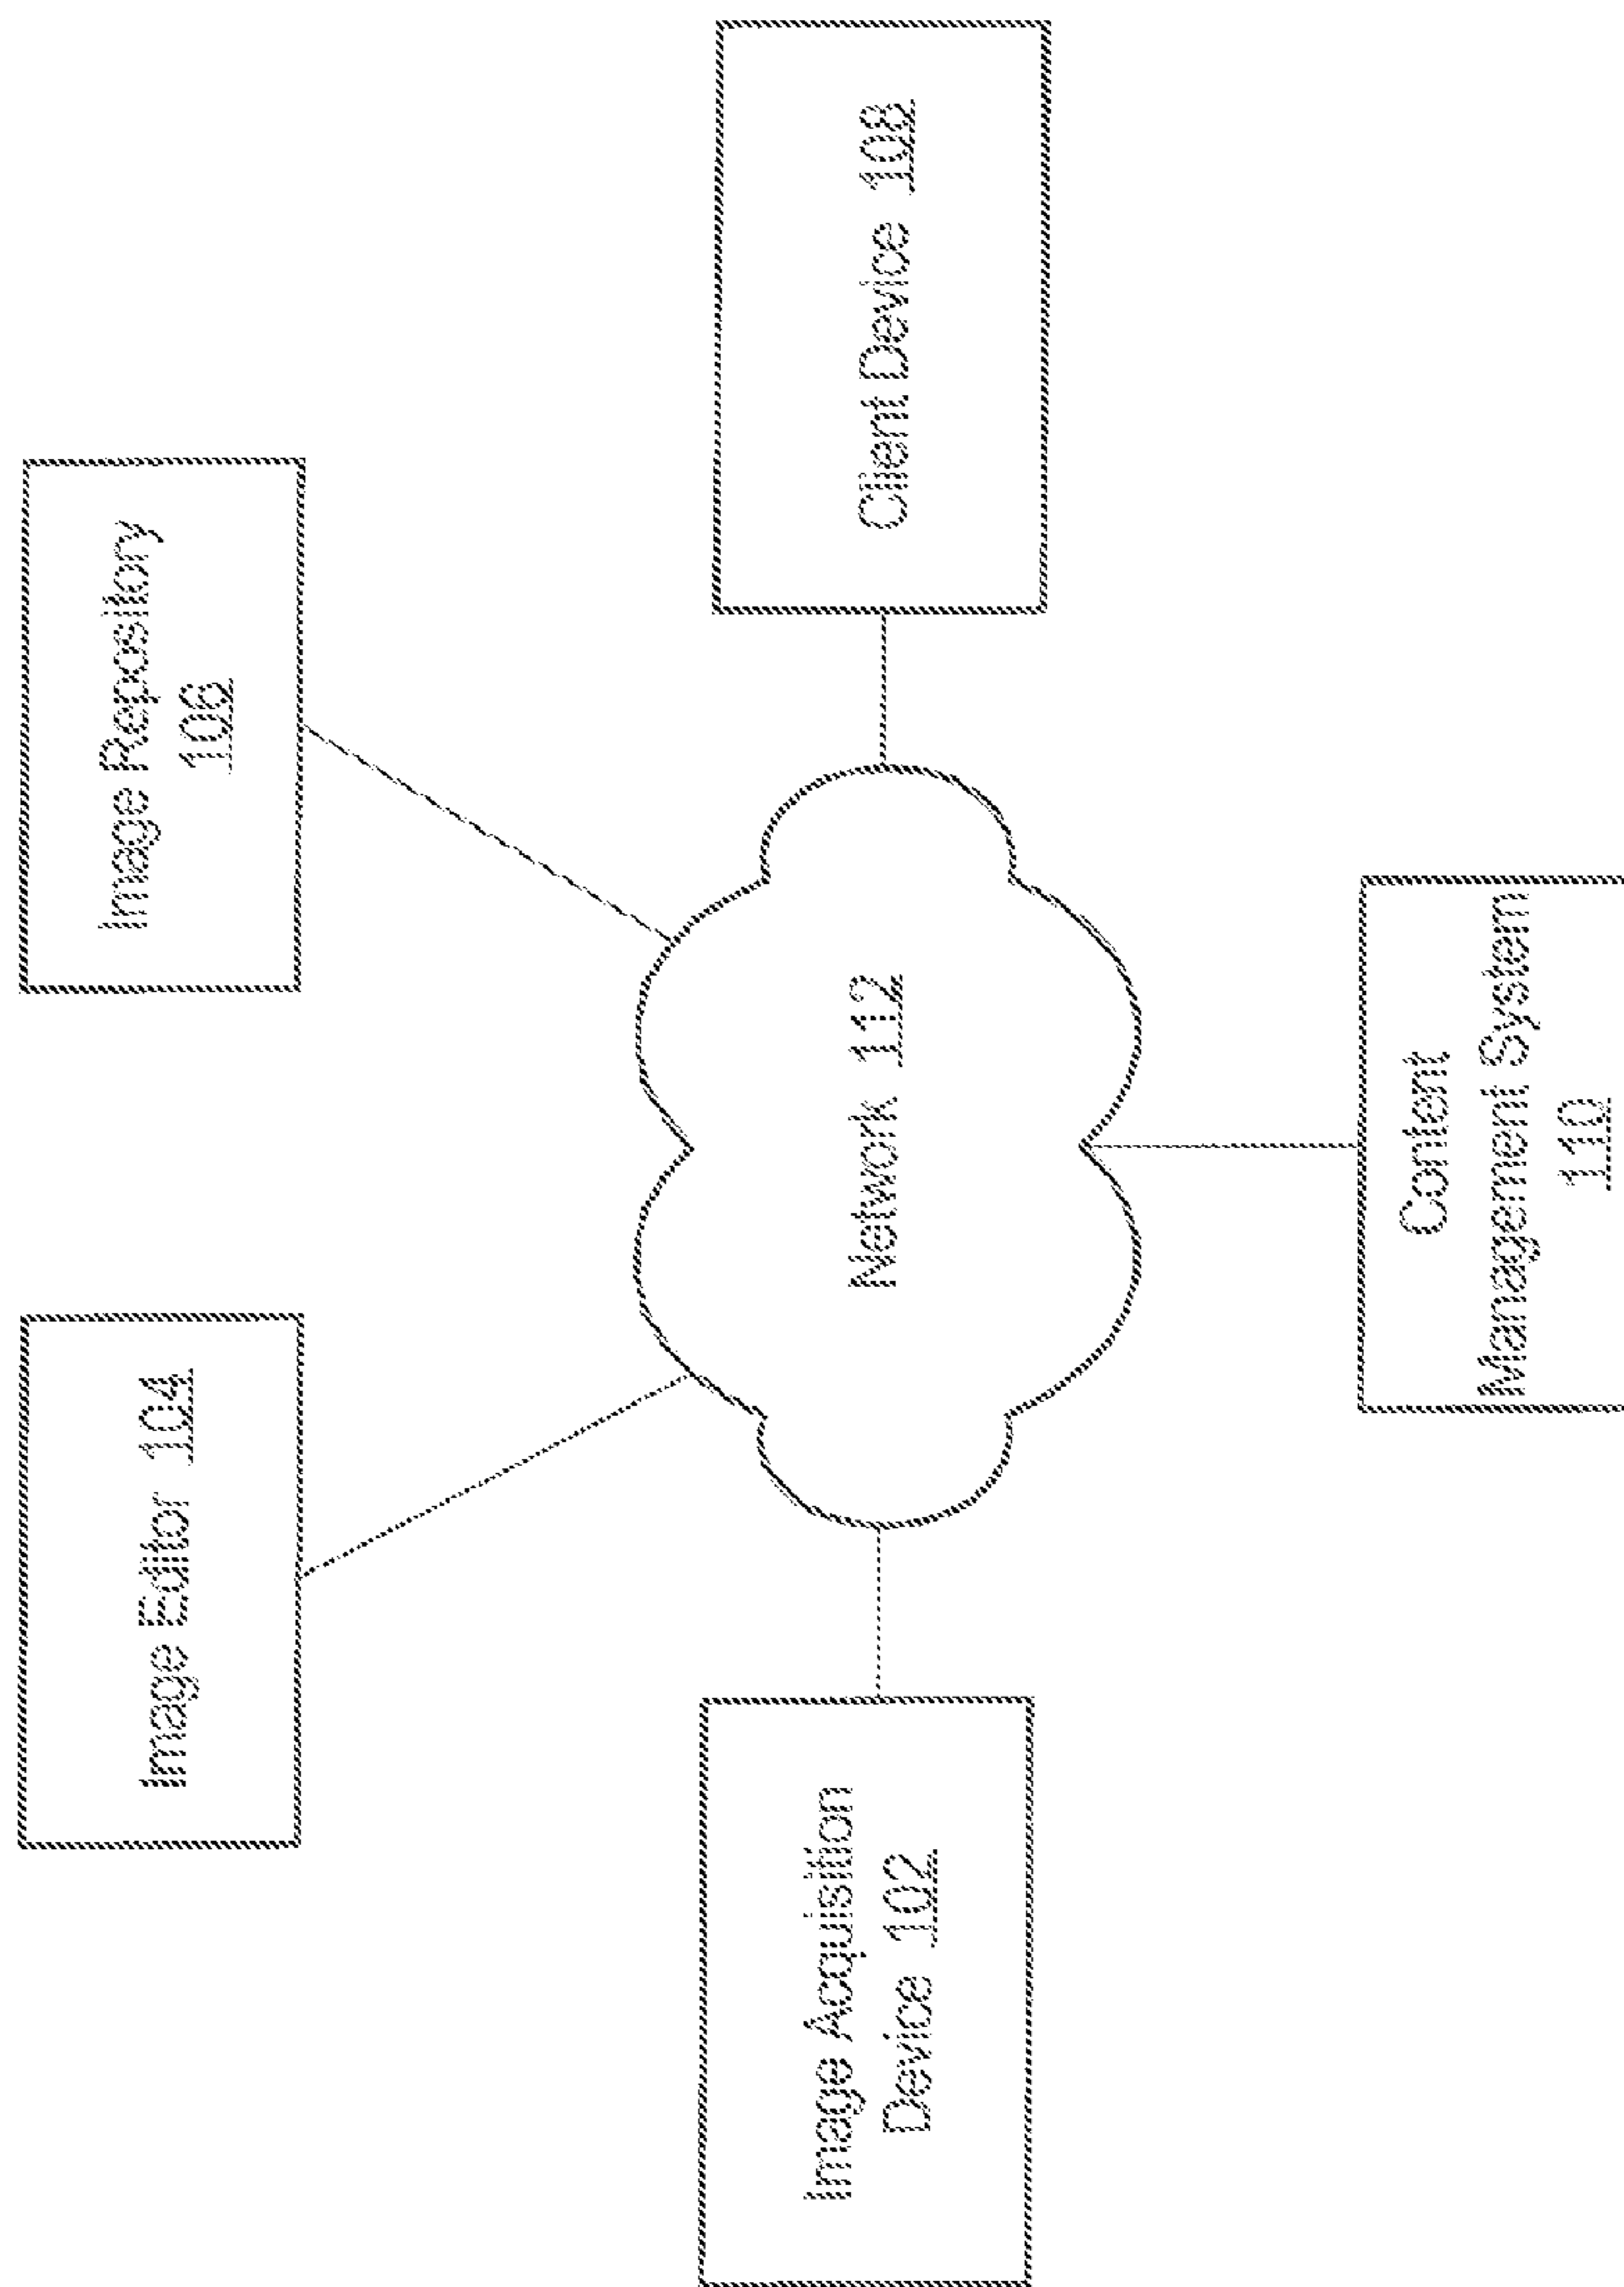 Image Editor 104
Image Repository
106
Image Acquisition
Device 102
Network 112
Client Device 108
Content
Management System
110